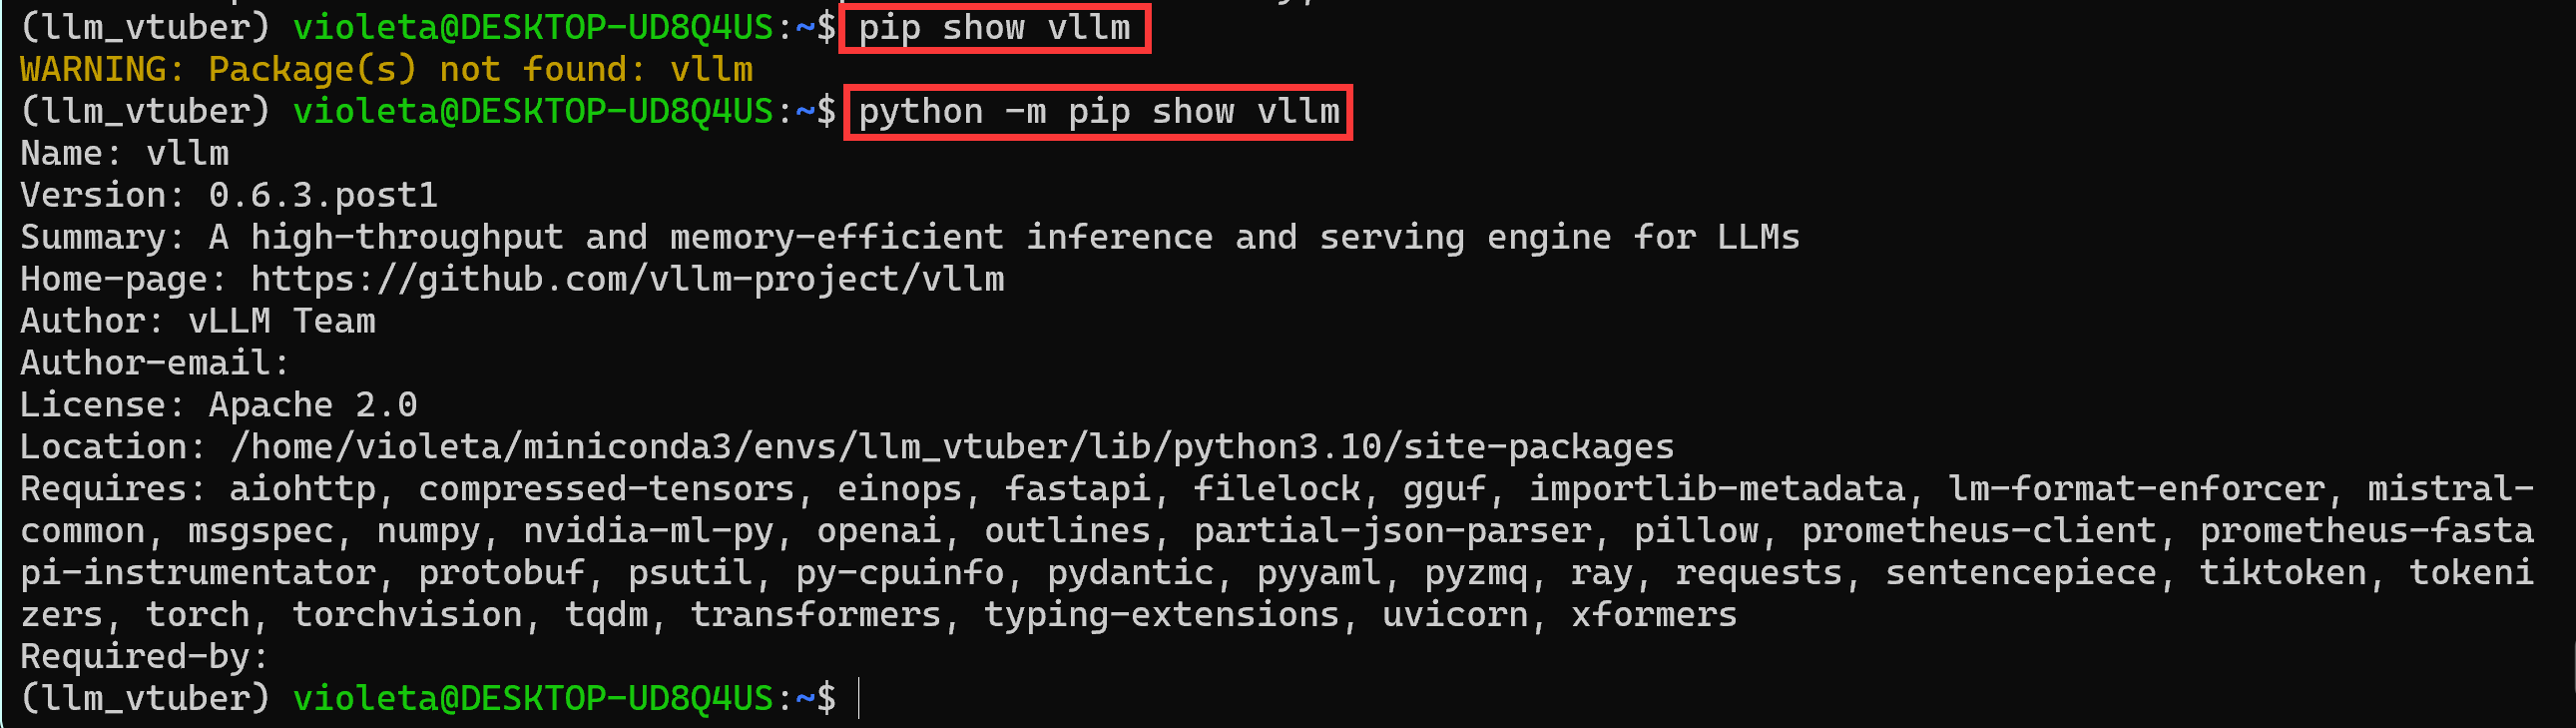 (llm_vtuber) violeta@DESKTOP-UD8Q4US:~$ pip show vllm
WARNING: Package(s) not found: vllm
(llm_vtuber) violeta@DESKTOP-UD8Q4US:~$ python -m pip show vllm
Name: vllm
Version: 0.6.3.post1
Summary: A high-throughput and memory-efficient inference and serving engine for LLMs
Home-page: https://github.com/vllm-project/vllm
Author: vLLM Team
Author-email:
License: Apache 2.0
Location: /home/violeta/miniconda3/envs/llm_vtuber/lib/python3.10/site-packages
Requires: aiohttp, compressed-tensors, einops, fastapi, filelock, gguf, importlib-metadata, lm-format-enforcer, mistral-
common, msgspec, numpy, nvidia-ml-py, openai, outlines, partial-json-parser, pillow, prometheus-client, prometheus-fasta
pi-instrumentator, protobuf, psutil, py-cpuinfo, pydantic, pyyaml, pyzmq, ray, requests, sentencepiece, tiktoken, tokeni
zers, torch, torchvision, tqdm, transformers, typing-extensions, uvicorn, xformers
Required-by:
(llm_vtuber) violeta@DESKTOP-UD8Q4US:~$